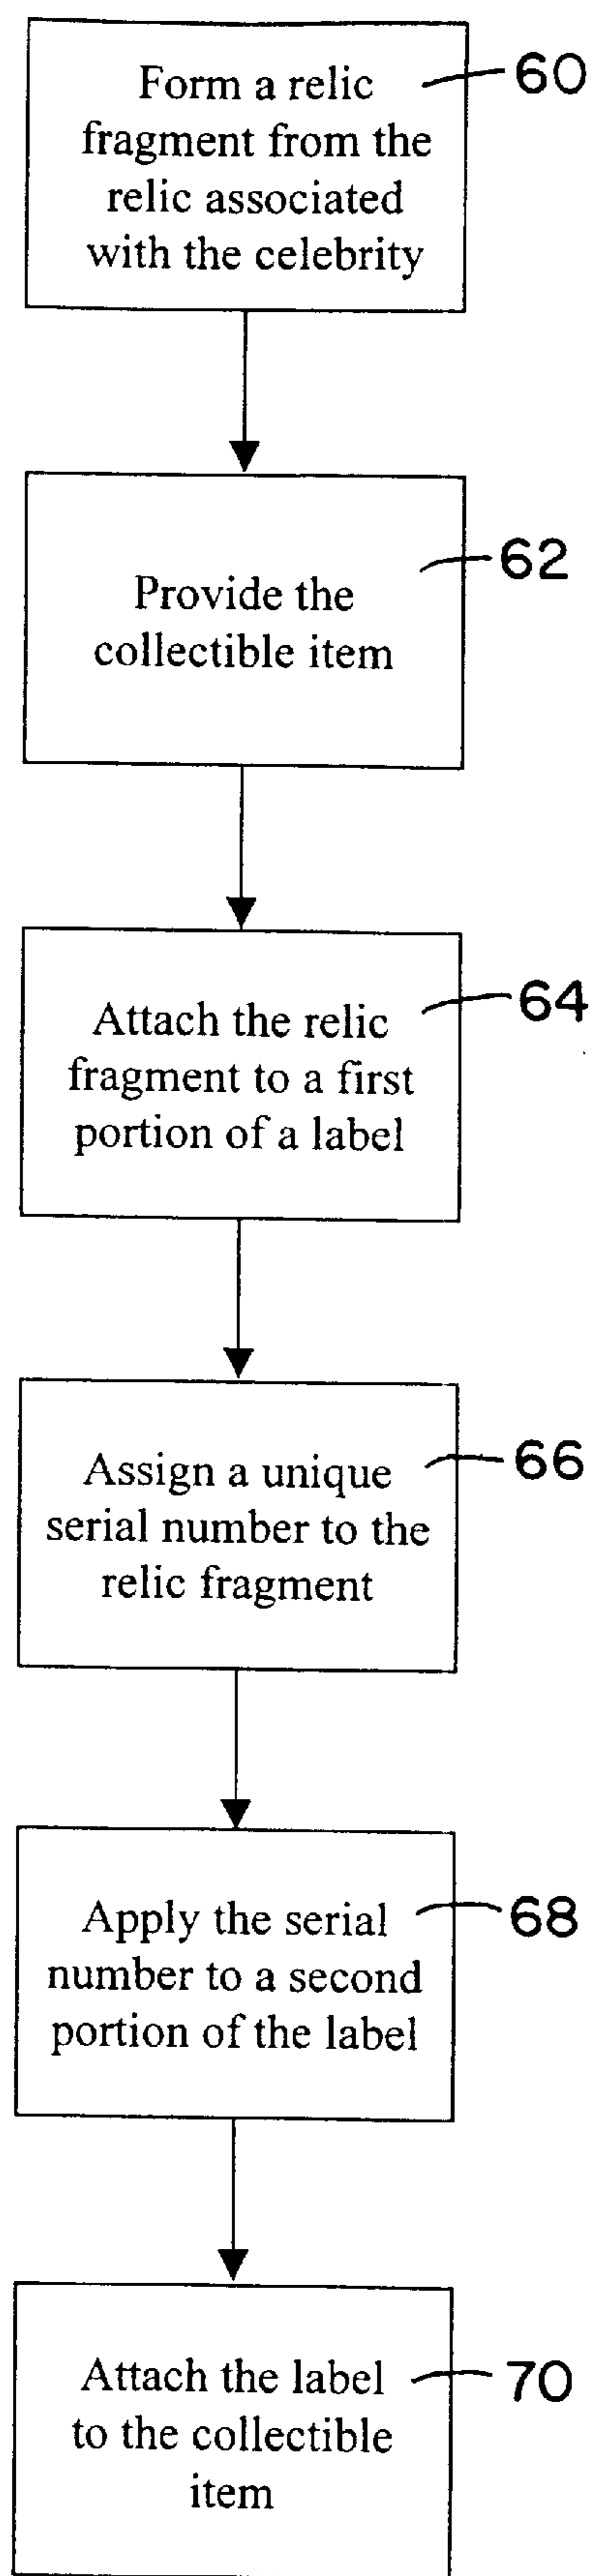 Form a relic
60
fragment from the
relic associated
with the celebrity
62
Provide the
collectible item
64
Attach the relic
fragment to a first
portion of a label
66
Assign a unique
serial number to the
relic fragment
68
Apply the serial
number to a second
portion of the label
70
Attach the label
to the collectible
item